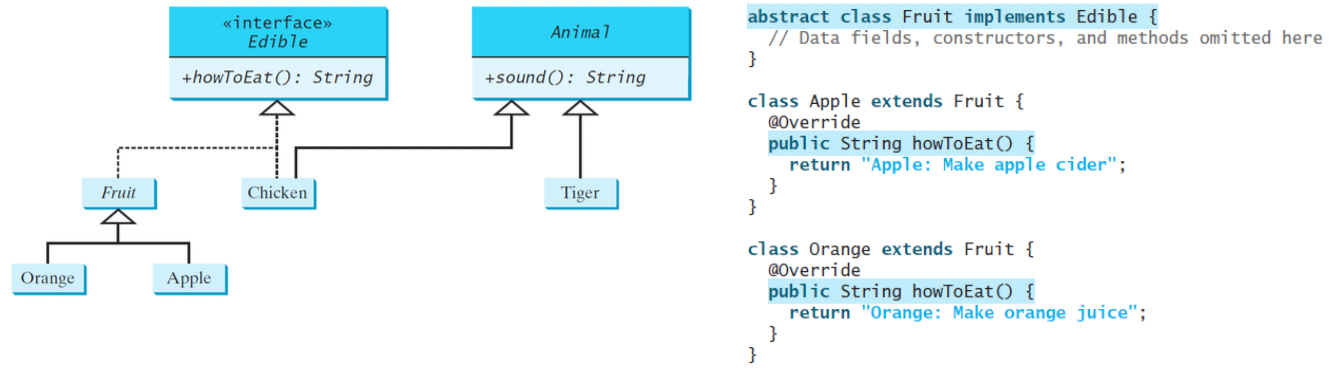 «interface»
Edible
+howToEat(): String
Animal
+sound(): String
Fruit
Chicken
Tiger
Orange
Apple
abstract class Fruit implements Edible {
  // Data fields, constructors, and methods omitted here
}
class Apple extends Fruit {
  @Override
  public String howToEat() {
    return "Apple: Make apple cider";
  }
}
class Orange extends Fruit {
  @Override
  public String howToEat() {
    return "Orange: Make orange juice";
  }
}